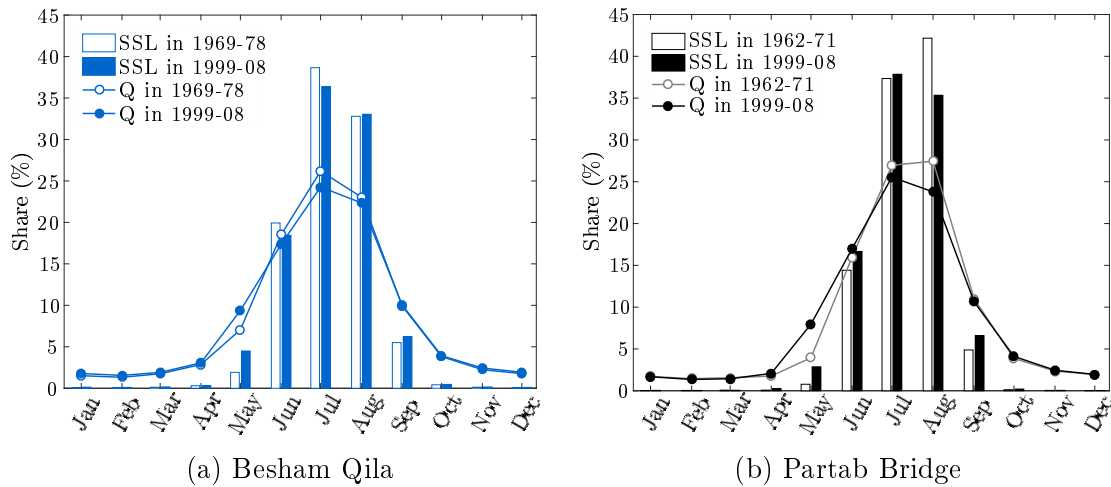 45
40
35
30
25
20
15
10
5
0
Share (%)
SSL in 1969-78
SSL in 1999-08
Q in 1969-78
Q in 1999-08
Jan Feb Mar Apr May Jun Jul Aug Sep Oct Nov Dec
(a) Besham Qila
45
40
35
30
25
20
15
10
5
0
Share (%)
SSL in 1962-71
SSL in 1999-08
Q in 1962-71
Q in 1999-08
Jan Feb Mar Apr May Jun Jul Aug Sep Oct Nov Dec
(b) Partab Bridge